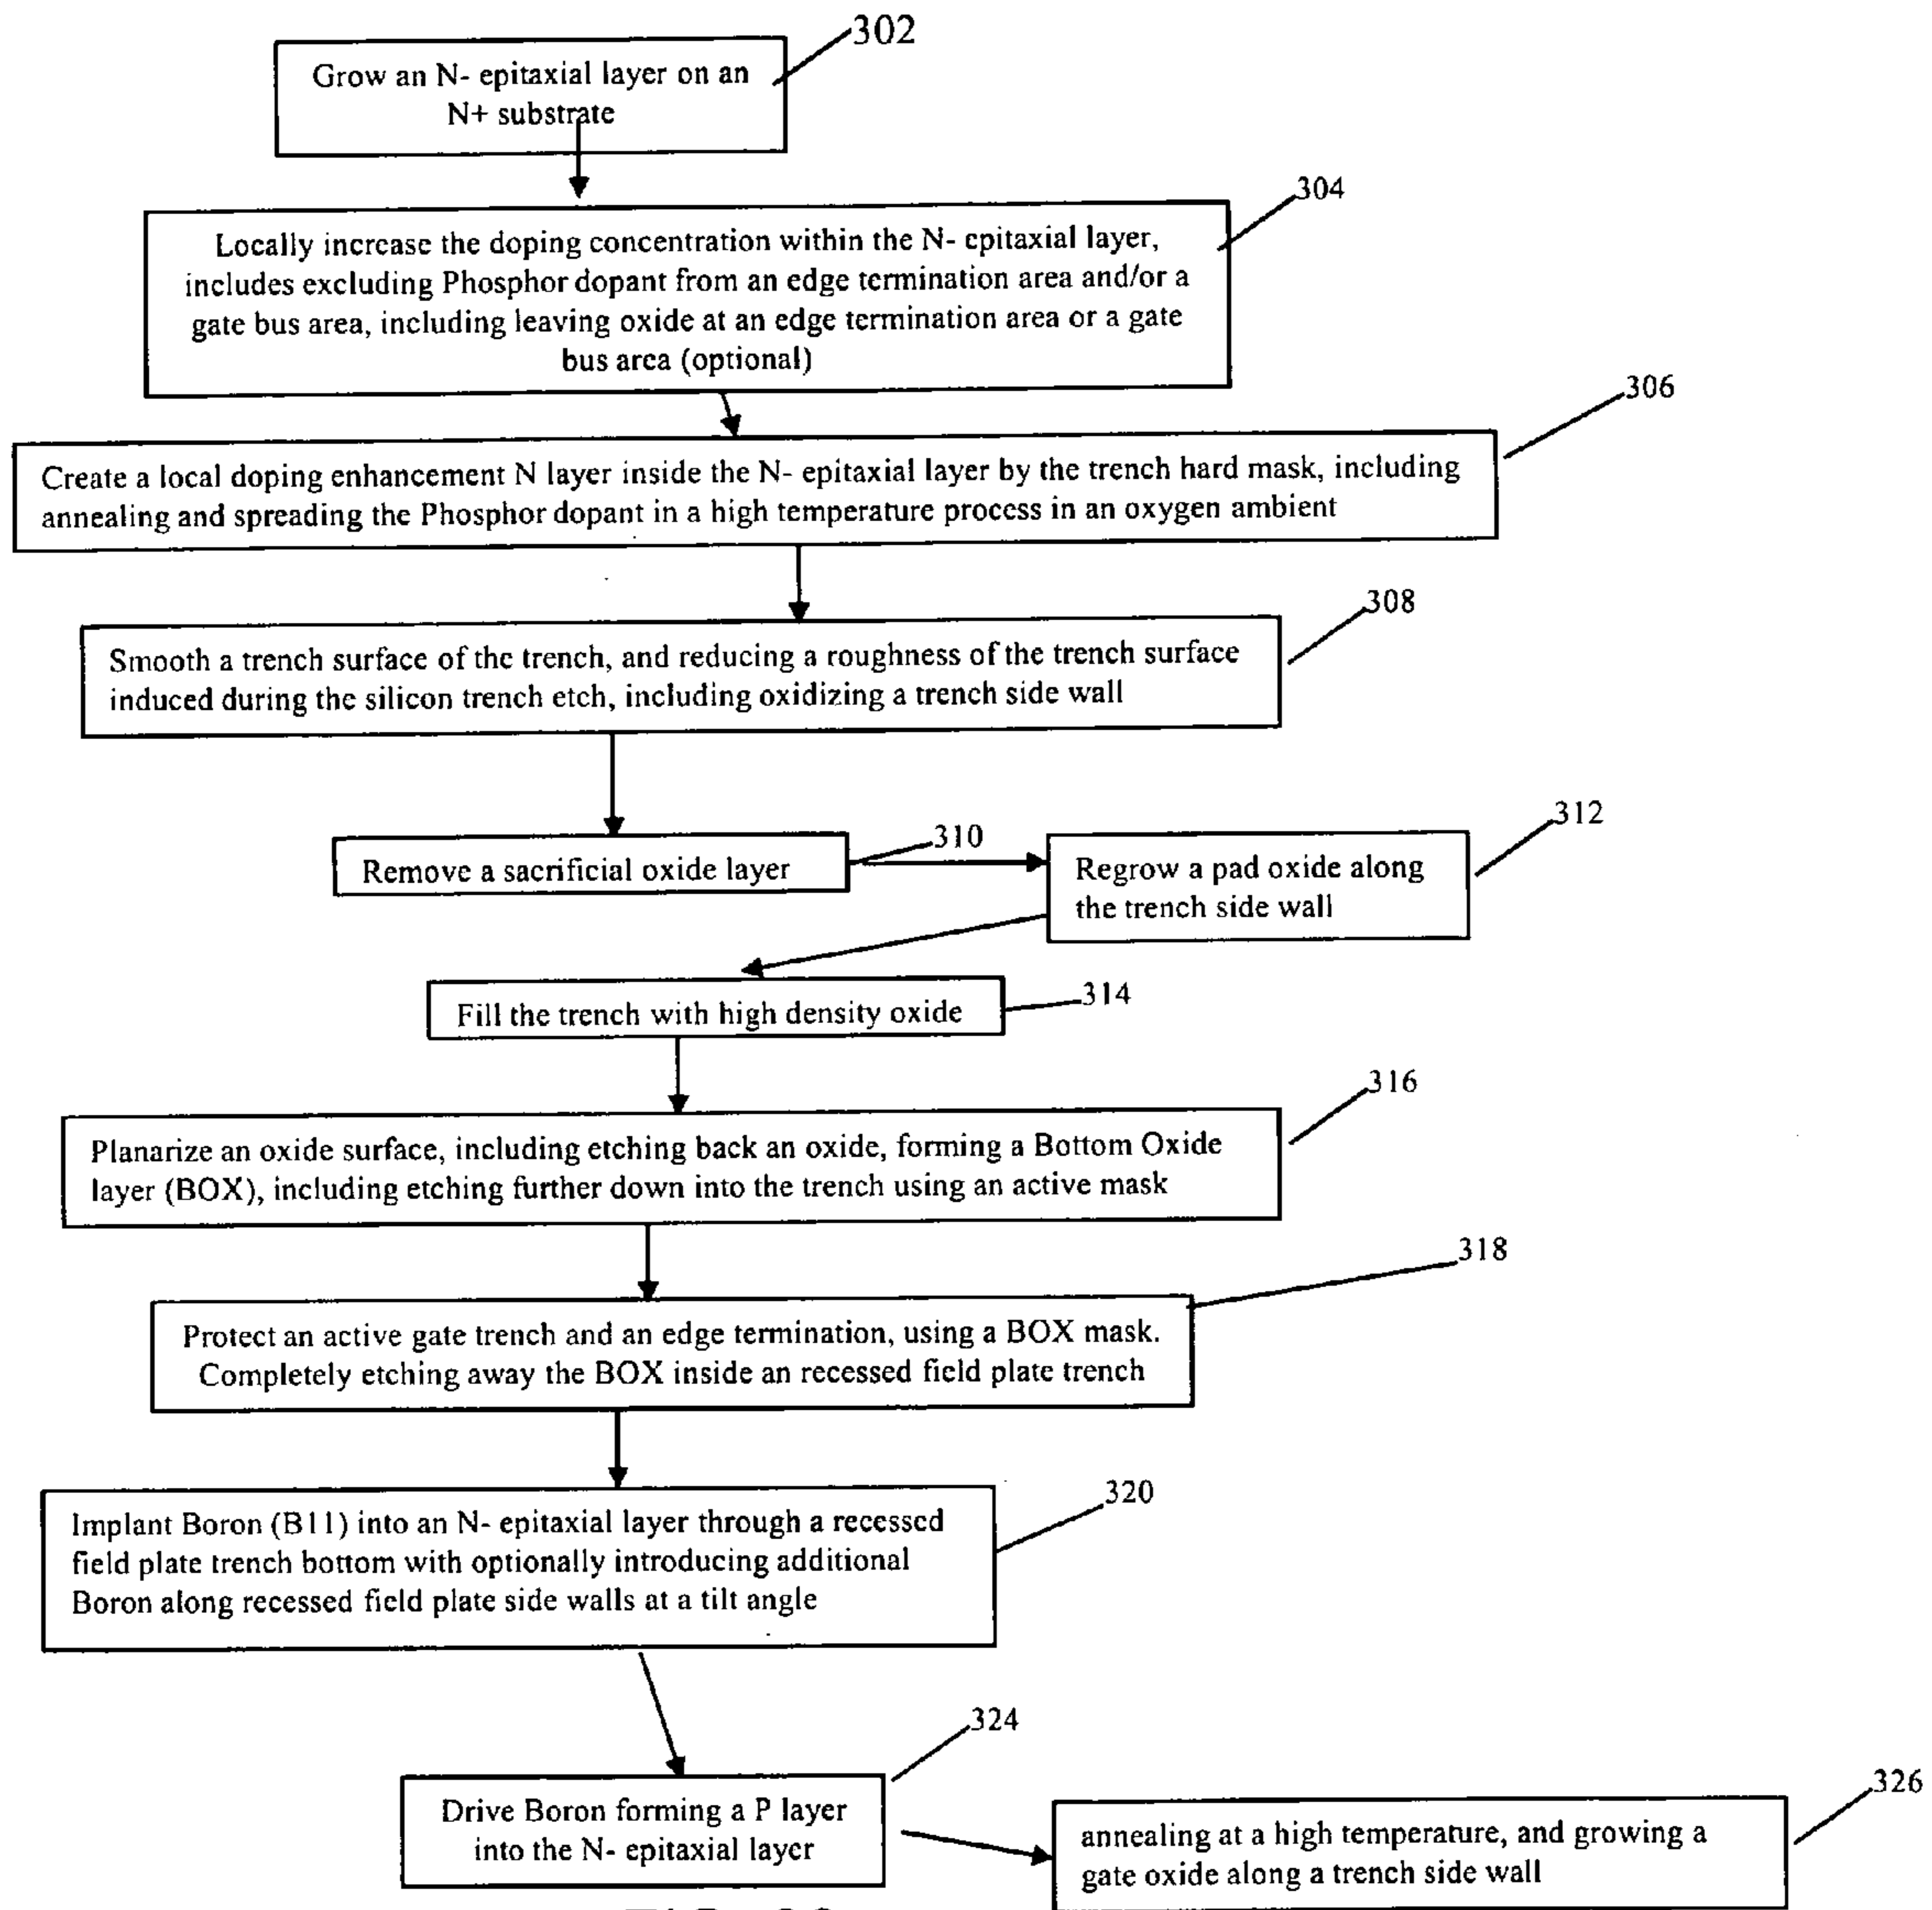 302
Grow an N- epitaxial layer on an
N+ substrate
304
Locally increase the doping concentration within the N- epitaxial layer,
includes excluding Phosphor dopant from an edge termination area and/or a
gate bus area, including leaving oxide at an edge termination area or a gate
bus area (optional)
306
Create a local doping enhancement N layer inside the N- epitaxial layer by the trench hard mask, including
annealing and spreading the Phosphor dopant in a high temperature process in an oxygen ambient
308
Smooth a trench surface of the trench, and reducing a roughness of the trench surface
induced during the silicon trench etch, including oxidizing a trench side wall
310
Remove a sacrificial oxide layer
312
Regrow a pad oxide along
the trench side wall
314
Fill the trench with high density oxide
316
Planarize an oxide surface, including etching back an oxide, forming a Bottom Oxide
layer (BOX), including etching further down into the trench using an active mask
318
Protect an active gate trench and an edge termination, using a BOX mask.
Completely etching away the BOX inside an recessed field plate trench
320
Implant Boron (B11) into an N- epitaxial layer through a recessed
field plate trench bottom with optionally introducing additional
Boron along recessed field plate side walls at a tilt angle
324
Drive Boron forming a P layer
into the N- epitaxial layer
326
annealing at a high temperature, and growing a
gate oxide along a trench side wall